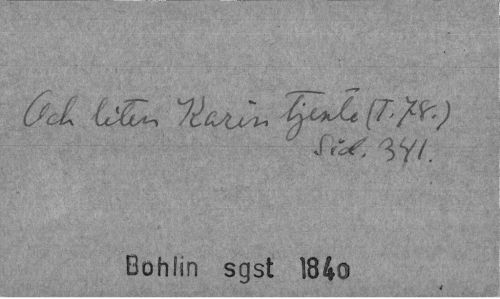 Och liten Karin tjente (T. 78.)
Sid. 341.
Bohlin sgst 1840